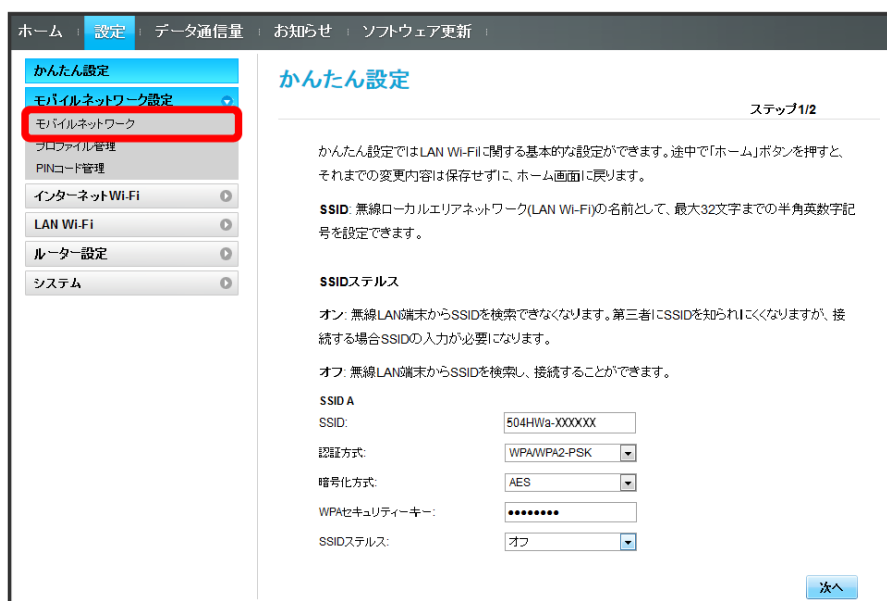 ホーム 設定 データ通信量 お知らせ ソフトウェア更新
かんたん設定
モバイルネットワーク設定
モバイルネットワーク
プロファイル管理
PINコード管理
インターネットWi-Fi
LAN Wi-Fi
ルーター設定
システム
かんたん設定
ステップ1/2
かんたん設定ではLAN Wi-Fiに関する基本的な設定ができます。途中で「ホーム」ボタンを押すと、
それまでの変更内容は保存せずに、ホーム画面に戻ります。
SSID: 無線ローカルエリアネットワーク(LAN Wi-Fi)の名前として、最大32文字までの半角英数字記
号を設定できます。
SSIDステルス
オン: 無線LAN端末からSSIDを検索できなくなります。第三者にSSIDを知られにくくなりますが、接
続する場合SSIDの入力が必要になります。
オフ: 無線LAN端末からSSIDを検索し、接続することができます。
SSID A
SSID: 504HWa-XXXXXX
認証方式: WPA/WPA2-PSK
暗号化方式: AES
WPAセキュリティーキー: ••••••••
SSIDステルス: オフ
次へ